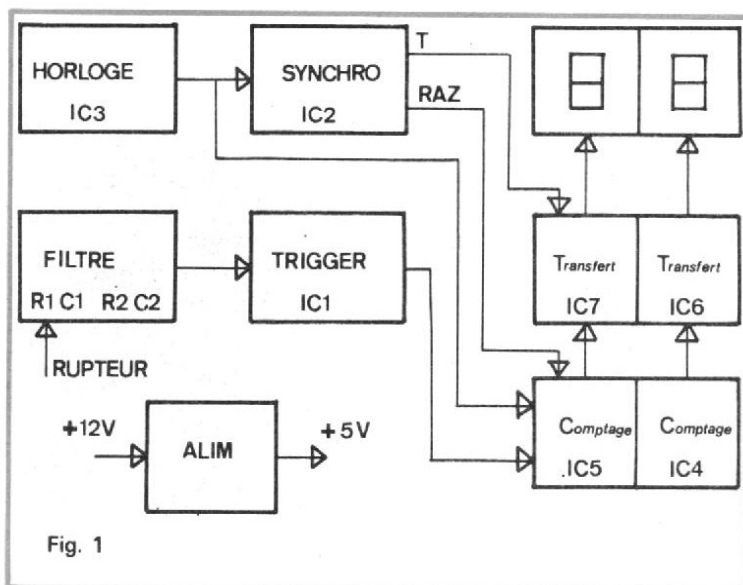 HORLOGE
IC3
SYNCHRO
IC2
T
RAZ
FILTRE
R1 C1 R2 C2
RUPTEUR
TRIGGER
IC1
Transfert
IC7
Transfert
IC6
Comptage
.IC5
Comptage
IC4
+12V
ALIM
+5V
Fig. 1